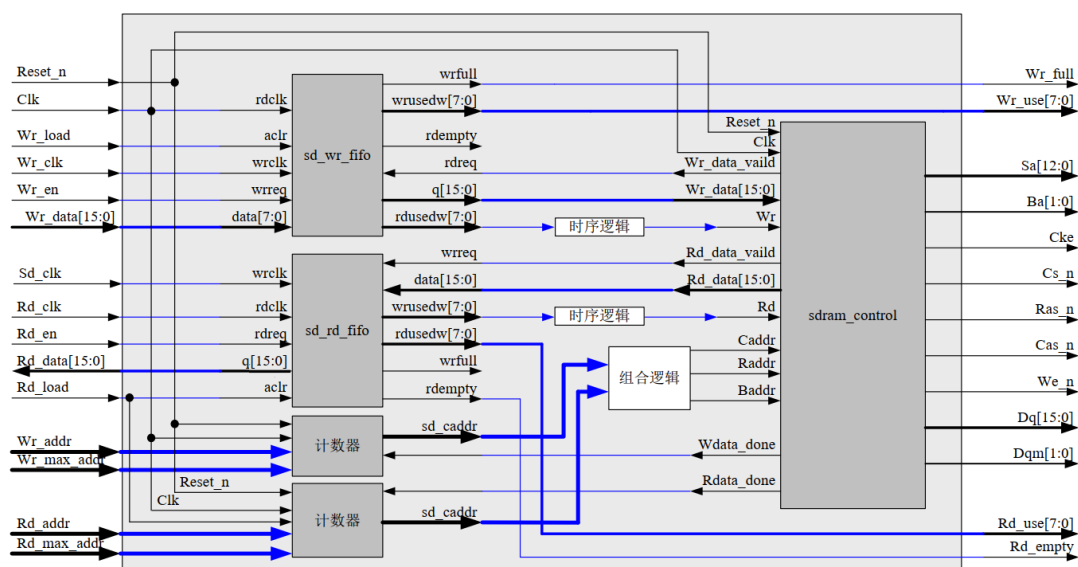 Reset_n
Clk
Wr_load
Wr_clk
Wr_en
Wr_data[15:0]
Sd_clk
Rd_clk
Rd_en
Rd_data[15:0]
Rd_load
Wr_addr
Wr_max_addr
Rd_addr
Rd_max_addr
rdclk
aclr
wrclk
wrreq
data[7:0]
sd_wr_fifo
wrfull
wrusedw[7:0]
rdempty
rdreq
q[15:0]
rdusedw[7:0]
wrclk
rdclk
rdreq
q[15:0]
aclr
sd_rd_fifo
wrreq
data[15:0]
wrusedw[7:0]
rdusedw[7:0]
wrfull
rdempty
计数器
sd_caddr
Reset_n
Clk
计数器
sd_caddr
时序逻辑
时序逻辑
组合逻辑
Reset_n
Clk
Wr_data_vaild
Wr_data[15:0]
Wr
Rd_data_vaild
Rd_data[15:0]
Rd
Caddr
Raddr
Baddr
Wdata_done
Rdata_done
sdram_control
Wr_full
Wr_use[7:0]
Sa[12:0]
Ba[1:0]
Cke
Cs_n
Ras_n
Cas_n
We_n
Dq[15:0]
Dqm[1:0]
Rd_use[7:0]
Rd_empty